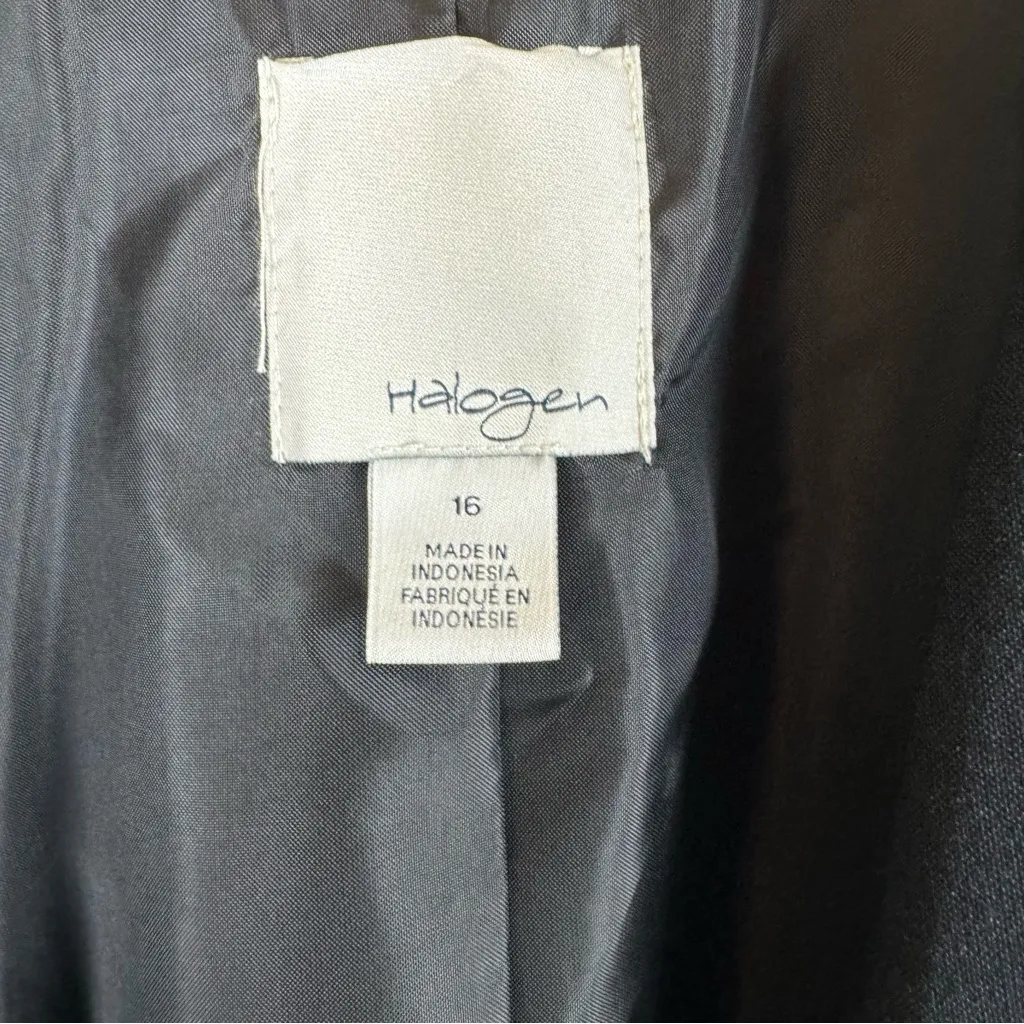 Halogen
16
MADE IN
INDONESIA
FABRIQUÉ EN
INDONÉSIE